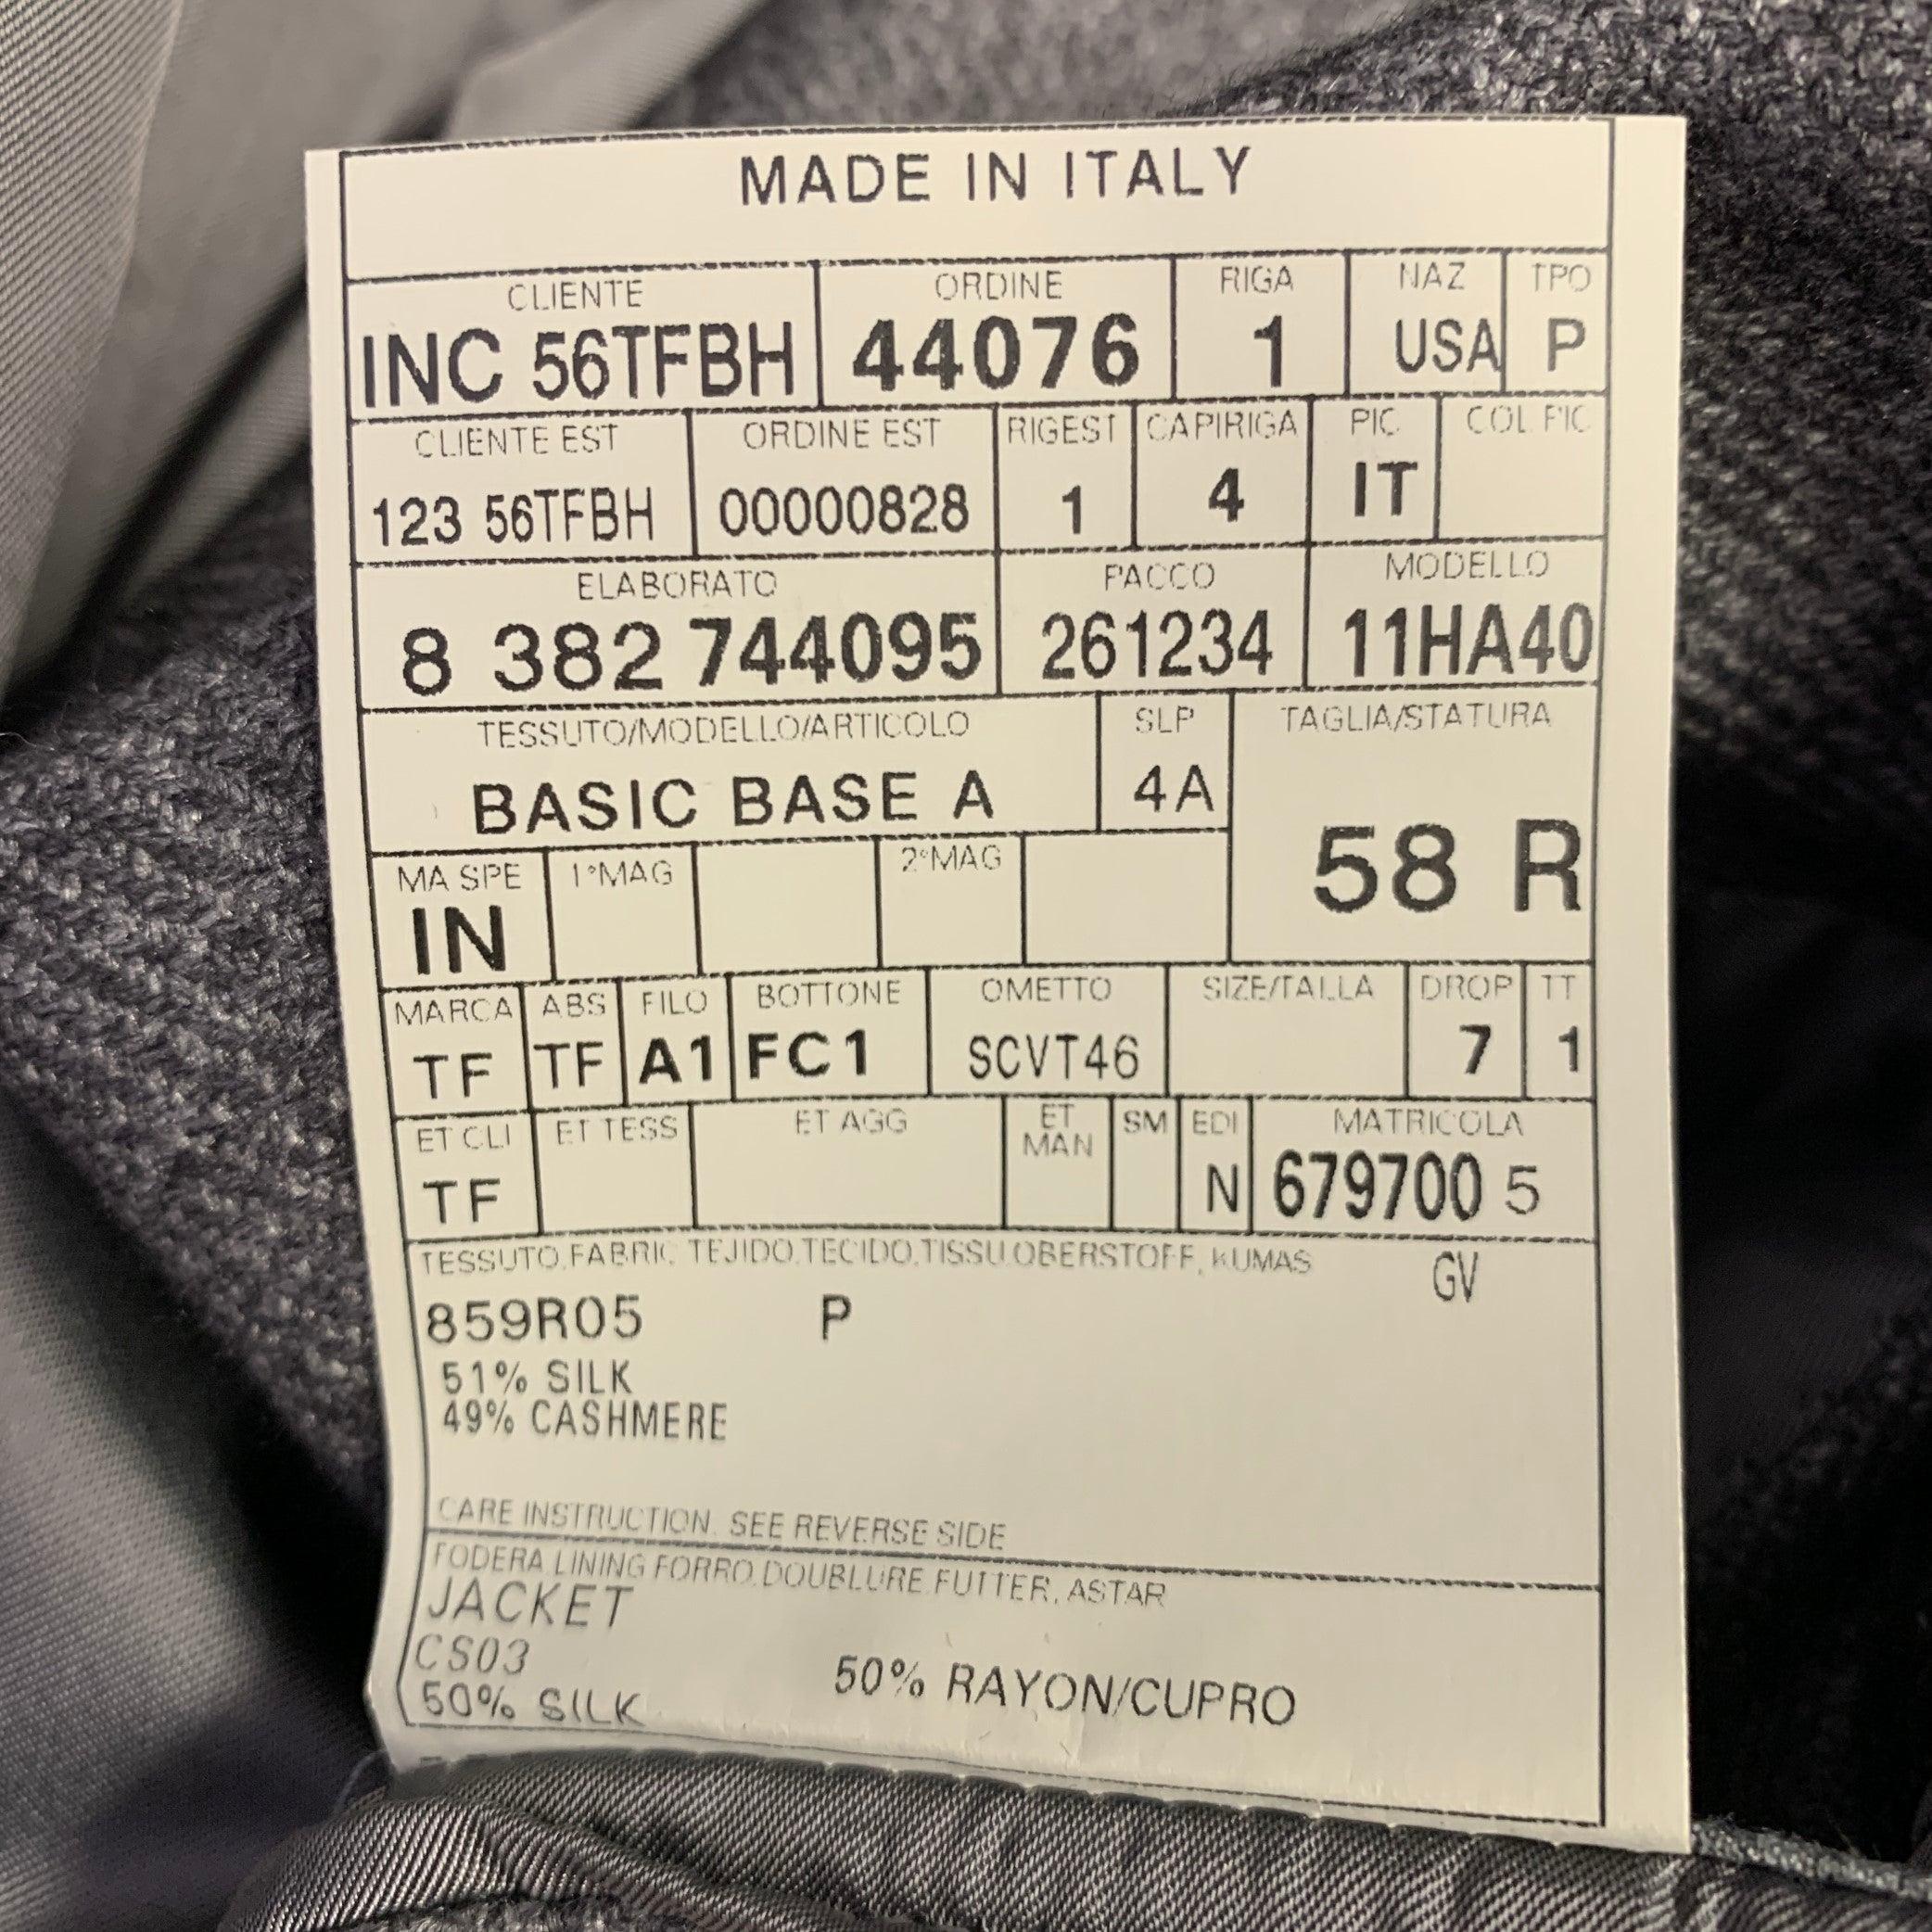 MADE IN ITALY
CLIENTE ORDINE RIGA NAZ TPO
INC 56TFBH 44076 1 USA P
CLIENTE EST ORDINE EST RIGEST CAPIRIGA PIC COL PIC
123 56TFBH 00000828 1 4 IT
ELABORATO PACCO MODELLO
8 382 744095 261234 11HA40
TESSUTO/MODELLO/ARTICOLO SLP TAGLIA/STATURA
BASIC BASE A 4A 58 R
MA SPE 1°MAG 2°MAG
IN
MARCA ABS FILO BOTTONE OMETTO SIZE/TALLA DROP TT
TF TF A1 FC1 SCVT46 7 1
ET CLI ET TESS ET AGG ET MAN SM EDI MATRICOLA
TF N 679700 5
TESSUTO,FABRIC, TEJIDO,TECIDO,TISSU,OBERSTOFF, KUMAS GV
859R05 P
51% SILK
49% CASHMERE
CARE INSTRUCTION, SEE REVERSE SIDE
FODERA,LINING,FORRO,DOUBLURE,FUTTER, ASTAR
JACKET
CS03
50% SILK 50% RAYON/CUPRO